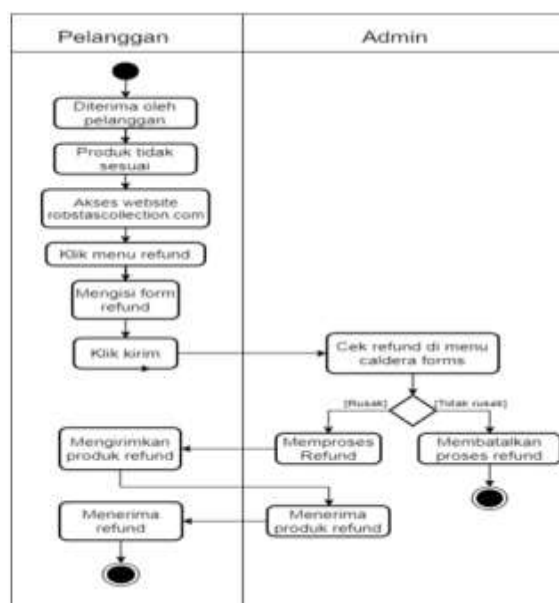 Pelanggan
Admin
Diterima oleh
pelanggan
Produk tidak
sesuai
Akses website
robstascollection.com
Klik menu refund
Mengisi form
refund
Klik kirim
Cek refund di menu
caldera forms
[Rusak]
[Tidak rusak]
Mengirimkan
produk refund
Memproses
Refund
Membatalkan
proses refund
Menerima
refund
Menerima
produk refund